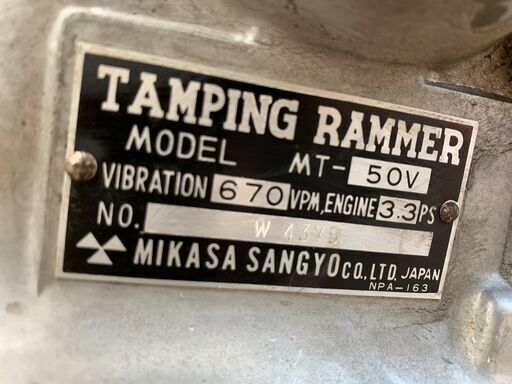 TAMPING RAMMER
MODEL MT-50V
VIBRATION 670 VPM, ENGINE 3.3 PS
NO. W 4379
MIKASA SANGYO CO., LTD. JAPAN
NPA-163